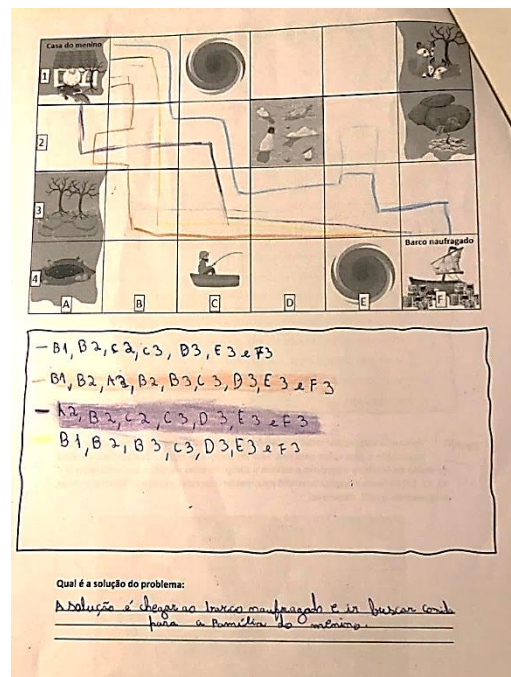 Casa do menino
1
2
3
Barco naufragado
4
A B C D E F
- B1, B2, C2, C3, D3, E3 e F3
- B1, B2, A2, B2, B3, C3, D3, E3 e F3
- A2, B2, C2, C3, D3, E3 e F3
B1, B2, B3, C3, D3, E3 e F3
Qual é a solução do problema:
A solução é chegar ao barco naufragado e ir buscar comida
para a família do menino.